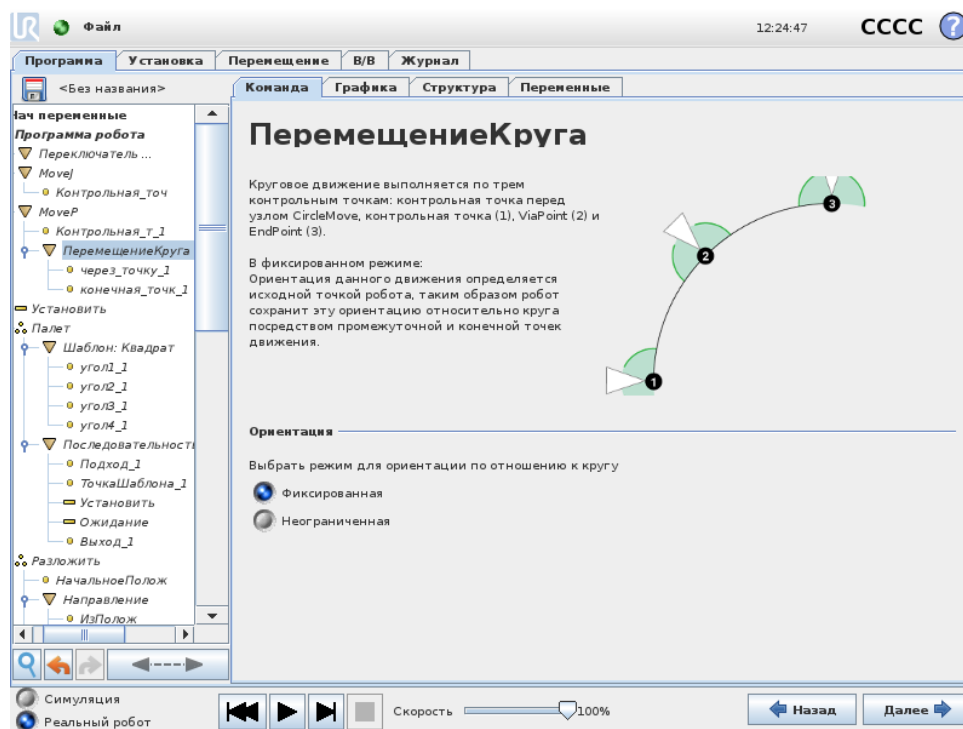 UR Файл 12:24:47 CCCC ?
Программа Установка Перемещение В/В Журнал
<Без названия> Команда Графика Структура Переменные
Нач переменные
Программа робота
Переключатель ...
MoveJ
Контрольная_точ
MoveP
Контрольная_т_1
ПеремещениеКруга
через_точку_1
конечная_точк_1
Установить
Палет
Шаблон: Квадрат
угол1_1
угол2_1
угол3_1
угол4_1
Последовательность
Подход_1
ТочкаШаблона_1
Установить
Ожидание
Выход_1
Разложить
НачальноеПолож
Направление
ИзПолож
ПеремещениеКруга
Круговое движение выполняется по трем
контрольным точкам: контрольная точка перед
узлом CircleMove, контрольная точка (1), ViaPoint (2) и
EndPoint (3).
В фиксированном режиме:
Ориентация данного движения определяется
исходной точкой робота, таким образом робот
сохранит эту ориентацию относительно круга
посредством промежуточной и конечной точек
движения.
3
2
1
Ориентация
Выбрать режим для ориентации по отношению к кругу
Фиксированная
Неограниченная
Симуляция
Реальный робот
Скорость 100%
Назад Далее